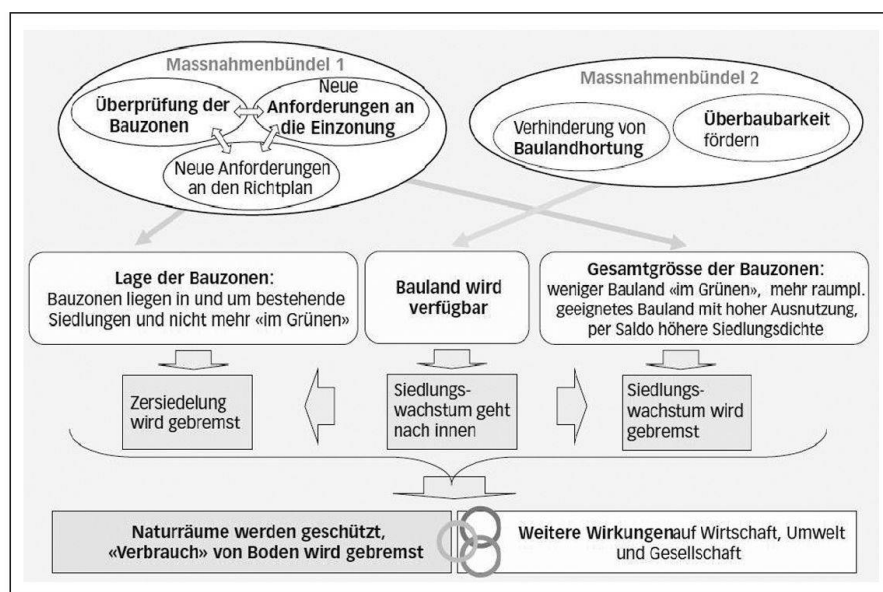 Massnahmenbündel 1
Überprüfung der
Bauzonen
Neue
Anforderungen an
die Einzonung
Neue Anforderungen
an den Richtplan
Massnahmenbündel 2
Verhinderung von
Baulandhortung
Überbaubarkeit
fördern
Lage der Bauzonen:
Bauzonen liegen in und um bestehende
Siedlungen und nicht mehr «im Grünen»
Bauland wird
verfügbar
Gesamtgrösse der Bauzonen:
weniger Bauland «im Grünen», mehr raumpl.
geeignetes Bauland mit hoher Ausnutzung,
per Saldo höhere Siedlungsdichte
Zersiedelung
wird gebremst
Siedlungs-
wachstum geht
nach innen
Siedlungs-
wachstum wird
gebremst
Naturräume werden geschützt,
«Verbrauch» von Boden wird gebremst
Weitere Wirkungen auf Wirtschaft, Umwelt
und Gesellschaft